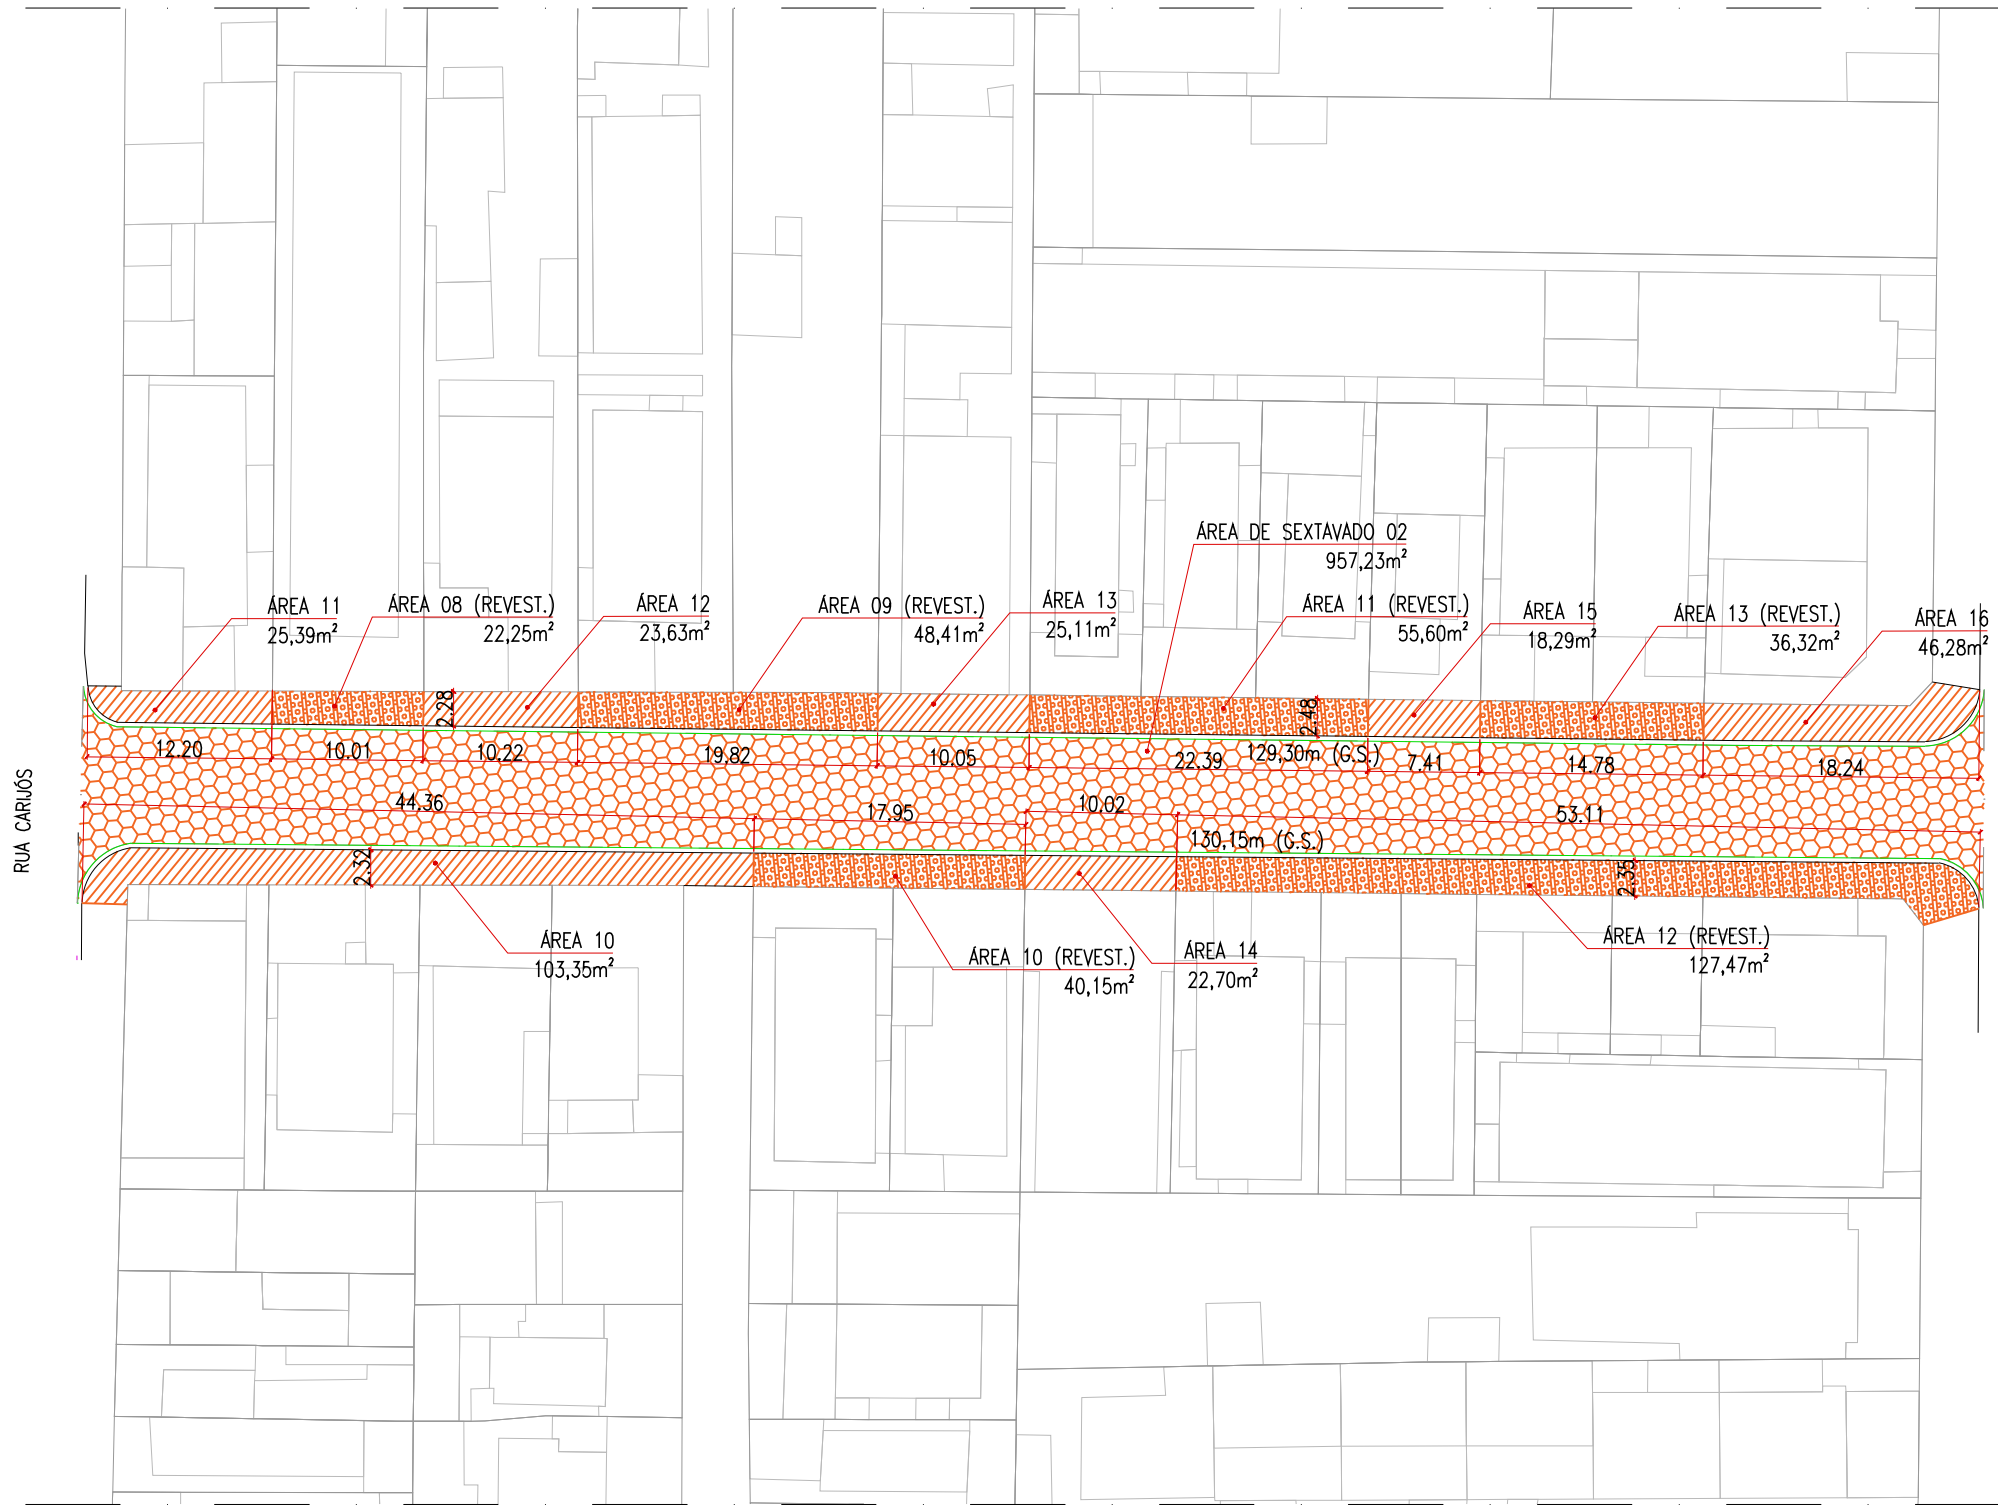 ÁREA DE SEXTAVADO 02
957,23m²
ÁREA 11
25,39m²
ÁREA 08 (REVEST.)
22,25m²
ÁREA 12
23,63m²
ÁREA 09 (REVEST.)
48,41m²
ÁREA 13
25,11m²
ÁREA 11 (REVEST.)
55,60m²
ÁREA 15
18,29m²
ÁREA 13 (REVEST.)
36,32m²
ÁREA 16
46,28m²
2.28
2.48
12.20
10.01
10.22
19.82
10.05
22.39
129,30m (G.S.)
7.41
14.78
18.24
RUA CARIJÓS
44.36
17.95
10.02
53.11
130,15m (G.S.)
2.32
2.35
ÁREA 10
103,35m²
ÁREA 10 (REVEST.)
40,15m²
ÁREA 14
22,70m²
ÁREA 12 (REVEST.)
127,47m²